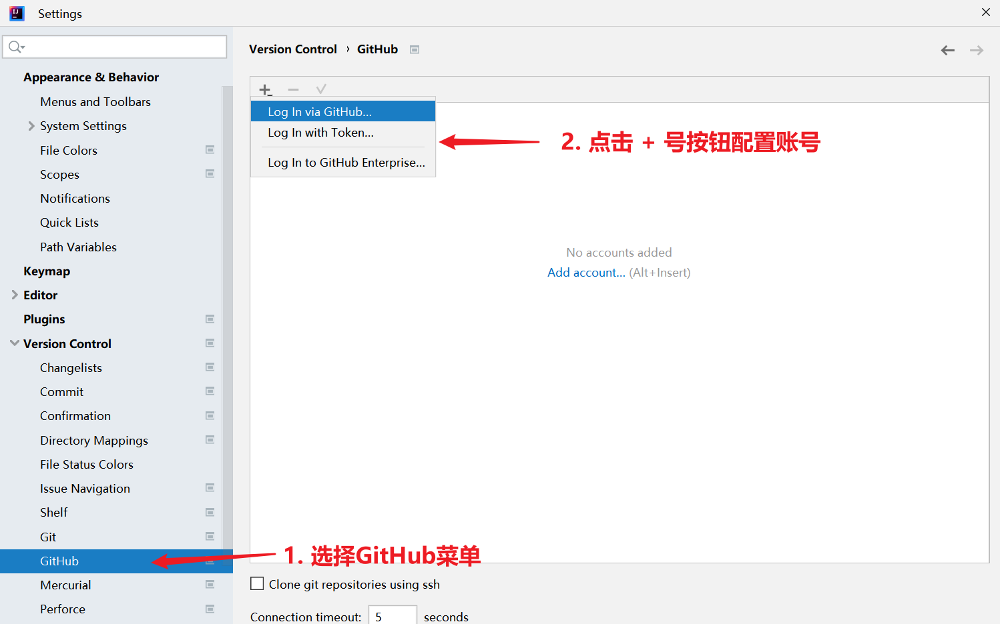 Settings
Version Control › GitHub
Appearance & Behavior
Menus and Toolbars
System Settings
File Colors
Scopes
Notifications
Quick Lists
Path Variables
Keymap
Editor
Plugins
Version Control
Changelists
Commit
Confirmation
Directory Mappings
File Status Colors
Issue Navigation
Shelf
Git
GitHub
Mercurial
Perforce
Log In via GitHub...
Log In with Token...
Log In to GitHub Enterprise...
2. 点击 + 号按钮配置账号
No accounts added
Add account... (Alt+Insert)
1. 选择GitHub菜单
Clone git repositories using ssh
Connection timeout: 5 seconds